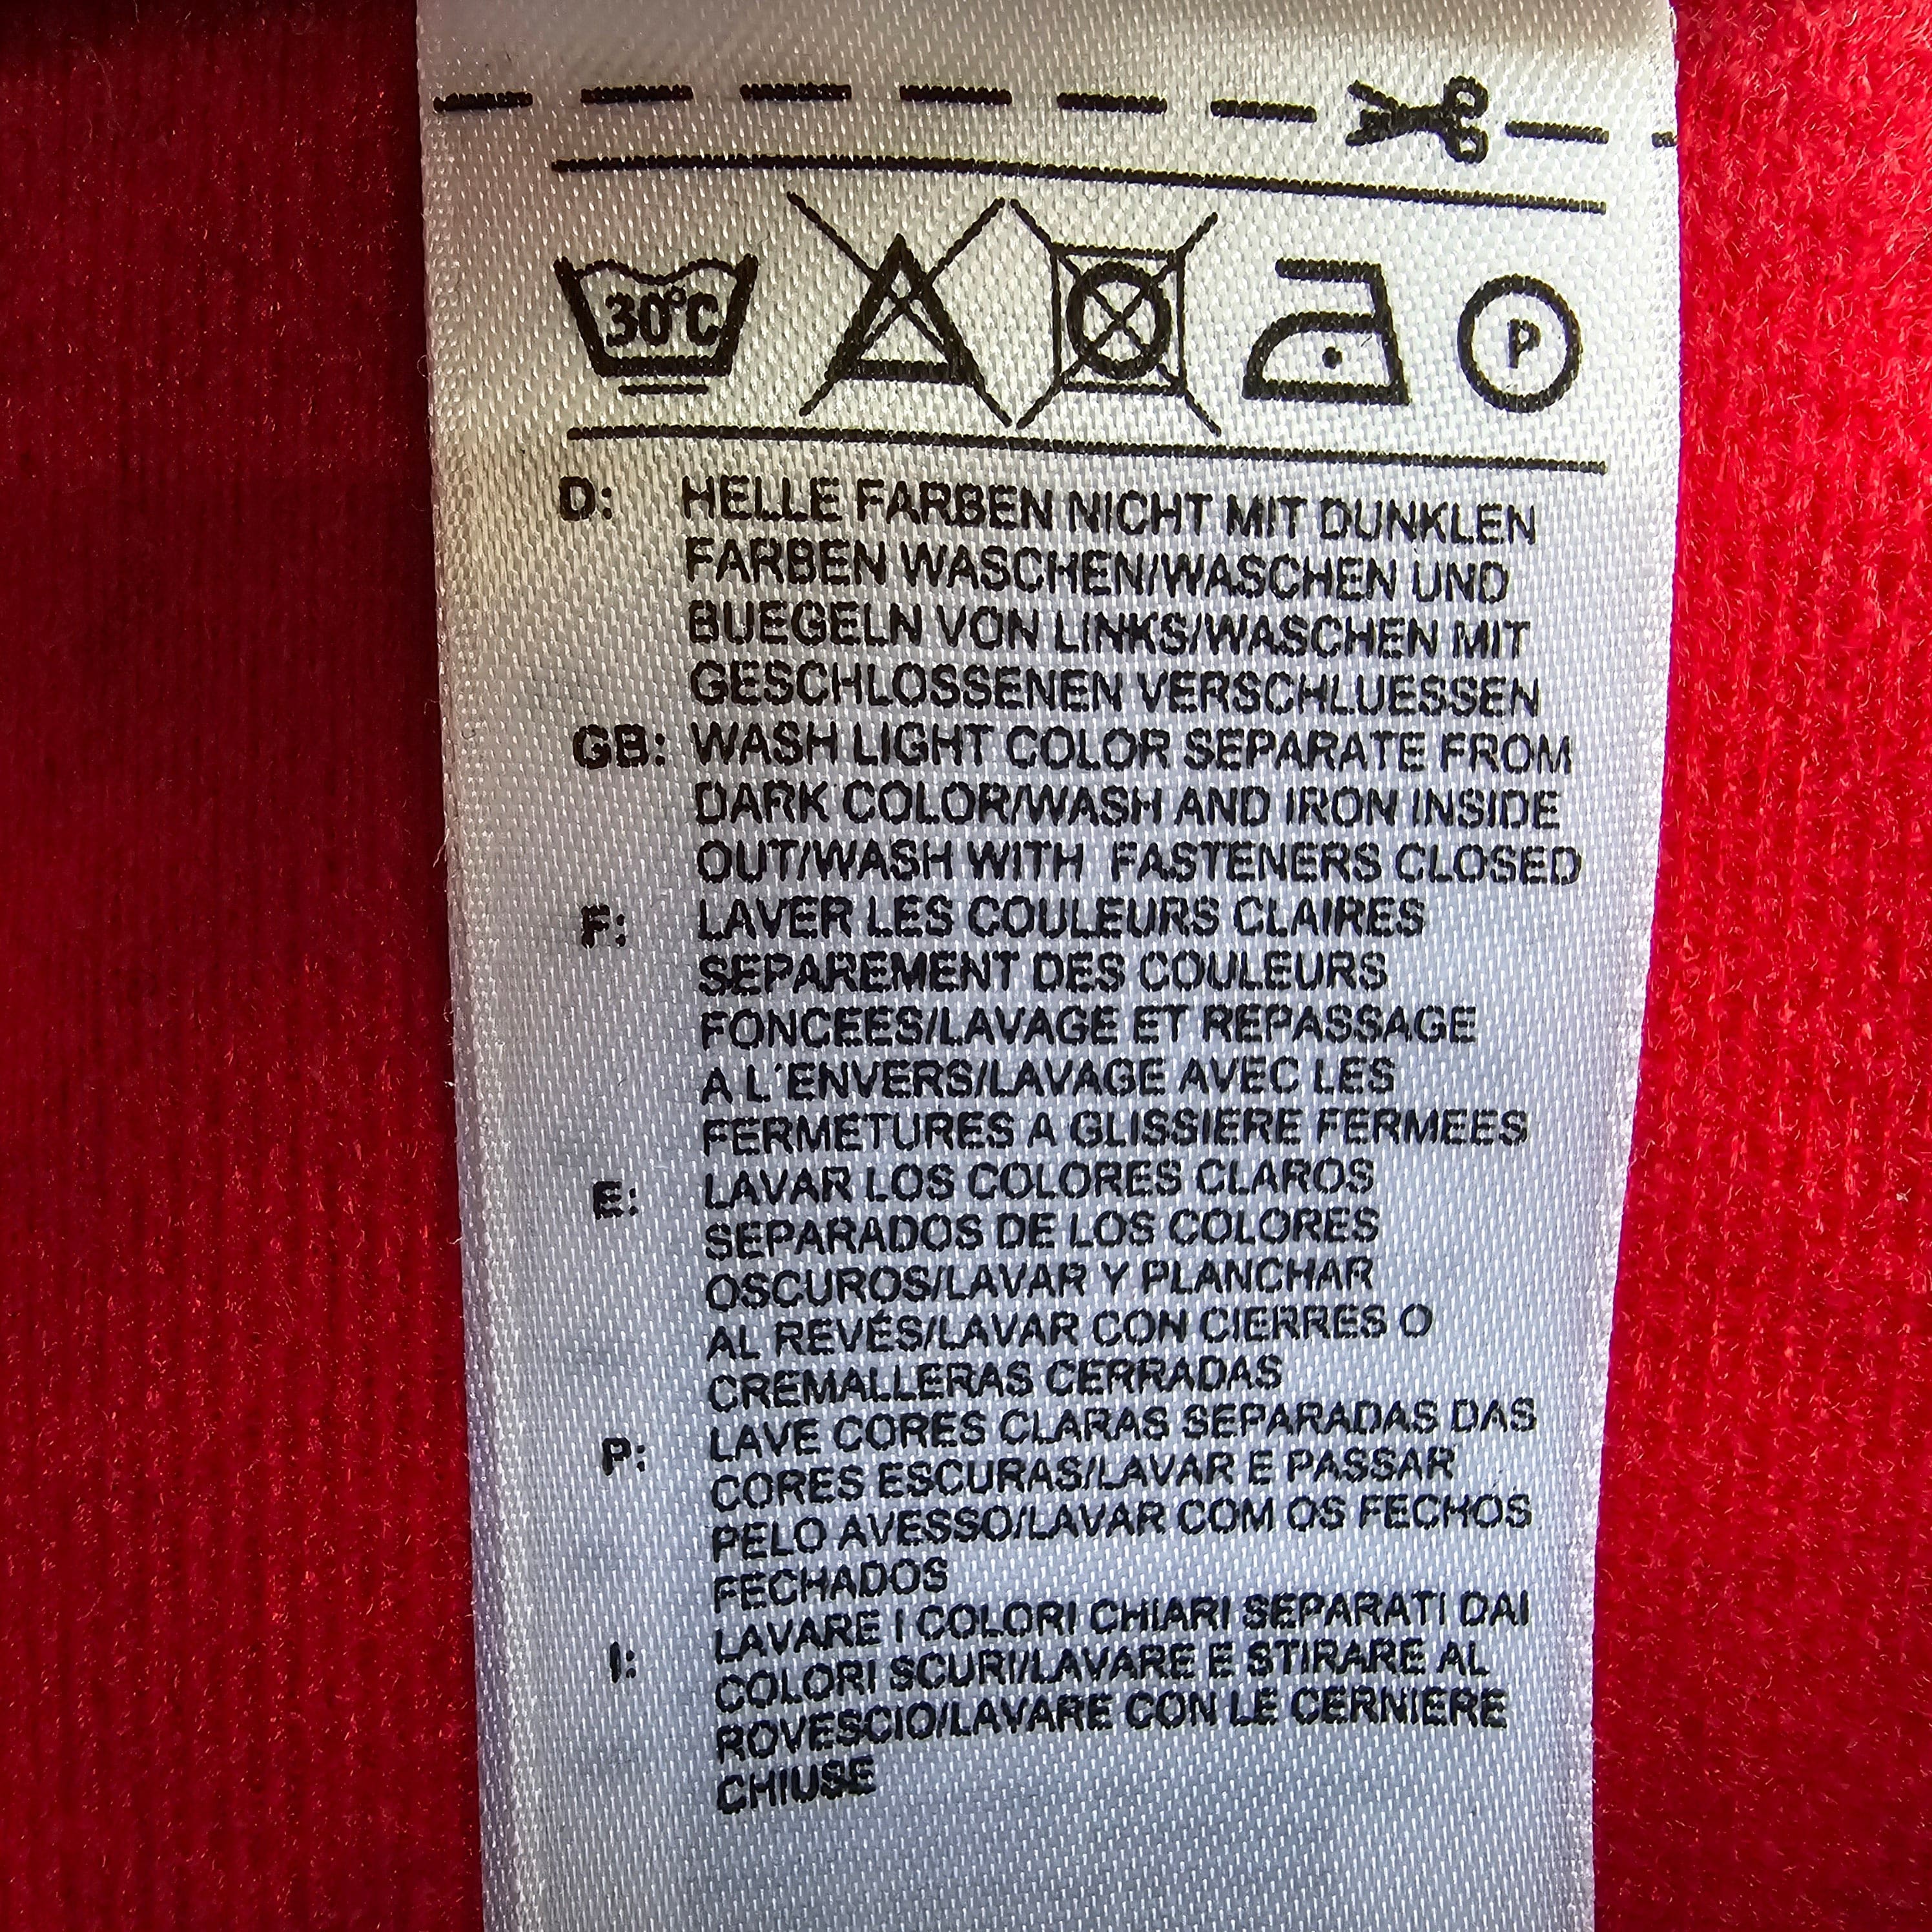 30°C
P
D: HELLE FARBEN NICHT MIT DUNKLEN
FARBEN WASCHEN/WASCHEN UND
BUEGELN VON LINKS/WASCHEN MIT
GESCHLOSSENEN VERSCHLUESSEN
GB: WASH LIGHT COLOR SEPARATE FROM
DARK COLOR/WASH AND IRON INSIDE
OUT/WASH WITH FASTENERS CLOSED
F: LAVER LES COULEURS CLAIRES
SEPAREMENT DES COULEURS
FONCEES/LAVAGE ET REPASSAGE
A L'ENVERS/LAVAGE AVEC LES
FERMETURES A GLISSIERE FERMEES
E: LAVAR LOS COLORES CLAROS
SEPARADOS DE LOS COLORES
OSCUROS/LAVAR Y PLANCHAR
AL REVÉS/LAVAR CON CIERRES O
CREMALLERAS CERRADAS
P: LAVE CORES CLARAS SEPARADAS DAS
CORES ESCURAS/LAVAR E PASSAR
PELO AVESSO/LAVAR COM OS FECHOS
FECHADOS
I: LAVARE I COLORI CHIARI SEPARATI DAI
COLORI SCURI/LAVARE E STIRARE AL
ROVESCIO/LAVARE CON LE CERNIERE
CHIUSE